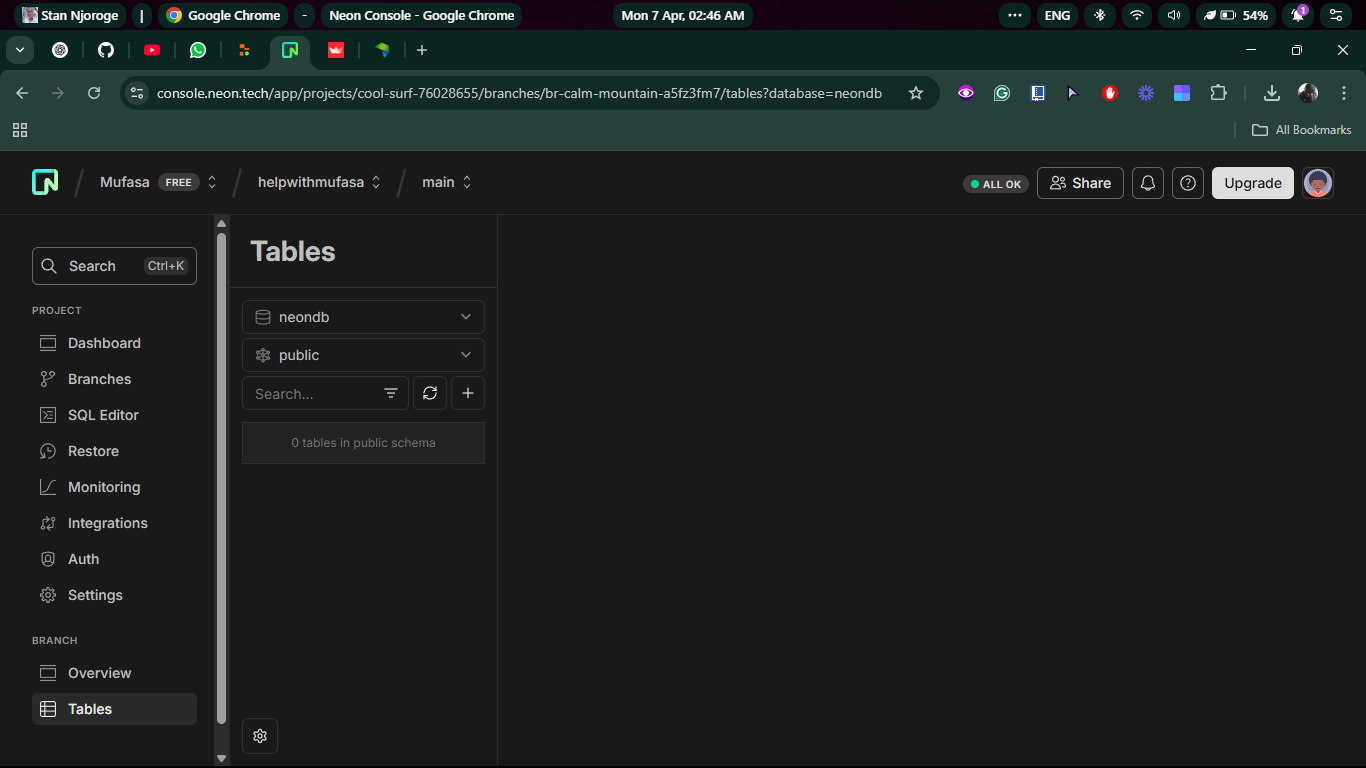 Stan Njoroge | Google Chrome - Neon Console - Google Chrome Mon 7 Apr, 02:46 AM ... ENG 54% 1
console.neon.tech/app/projects/cool-surf-76028655/branches/br-calm-mountain-a5fz3fm7/tables?database=neondb
All Bookmarks
Mufasa FREE / helpwithmufasa / main ALL OK Share Upgrade
Search Ctrl+K
PROJECT
Dashboard
Branches
SQL Editor
Restore
Monitoring
Integrations
Auth
Settings
BRANCH
Overview
Tables
Tables
neondb
public
Search...
0 tables in public schema